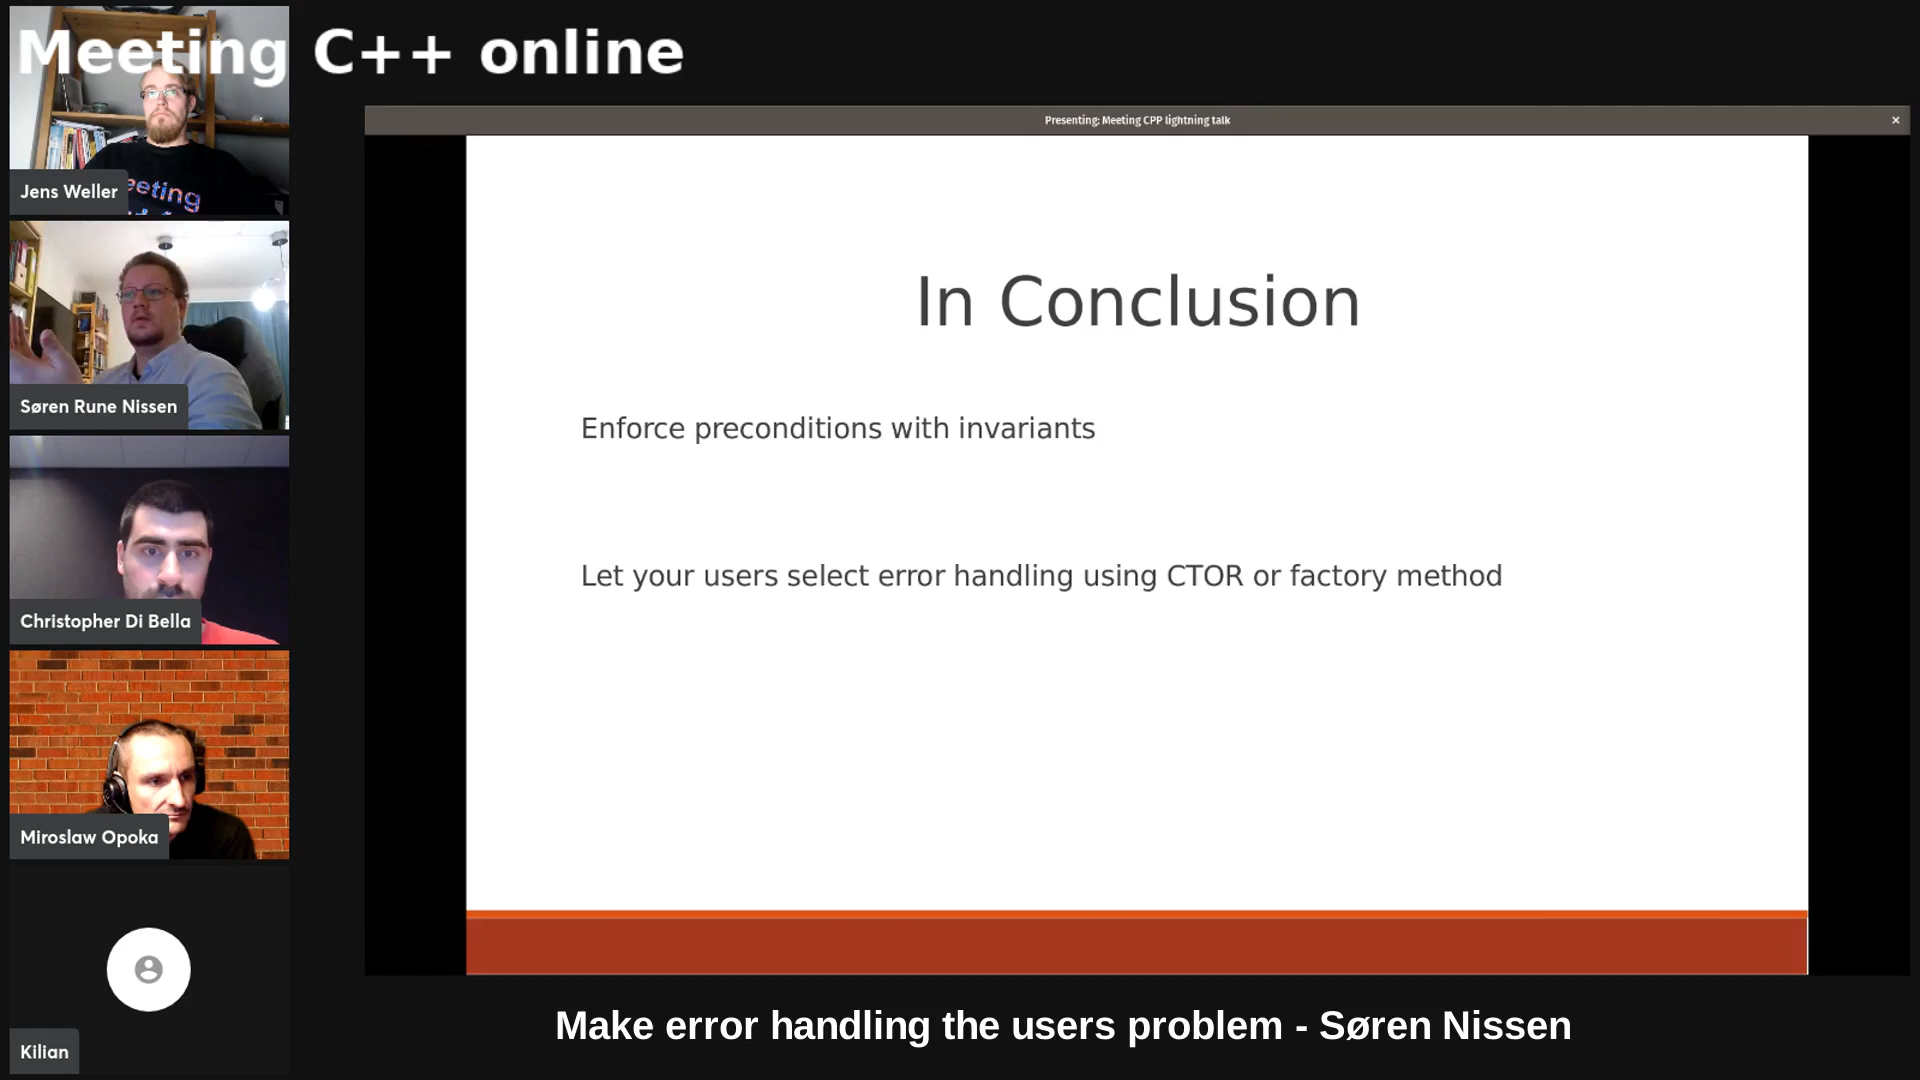 Meeting C++ online
Jens Weller
eeting
Søren Rune Nissen
Christopher Di Bella
Miroslaw Opoka
Kilian
Presenting: Meeting CPP lightning talk
In Conclusion
Enforce preconditions with invariants
Let your users select error handling using CTOR or factory method
Make error handling the users problem - Søren Nissen